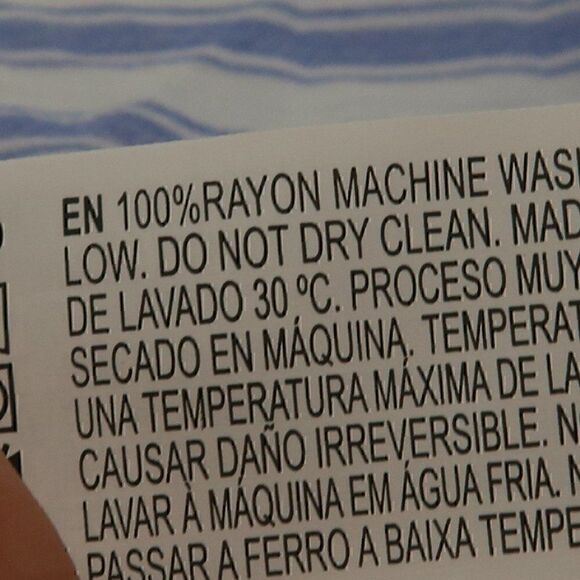 EN 100%RAYON MACHINE WAS
LOW. DO NOT DRY CLEAN. MAD
DE LAVADO 30 ºC. PROCESO MUY
SECADO EN MÁQUINA. TEMPERAT
UNA TEMPERATURA MÁXIMA DE LA
CAUSAR DAÑO IRREVERSIBLE. N
LAVAR À MÁQUINA EM ÁGUA FRIA. N
PASSAR A FERRO A BAIXA TEMPE